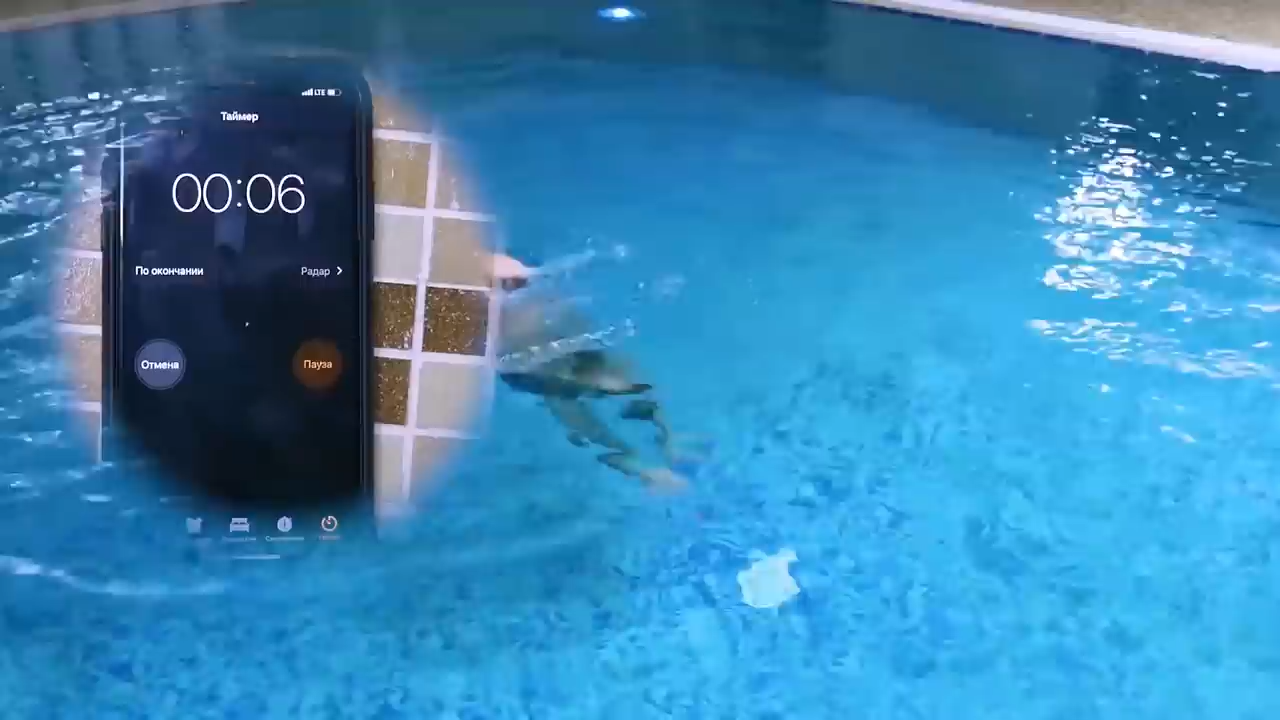 LTE
Таймер
00:06
По окончании
Радар
Отмена
Пауза